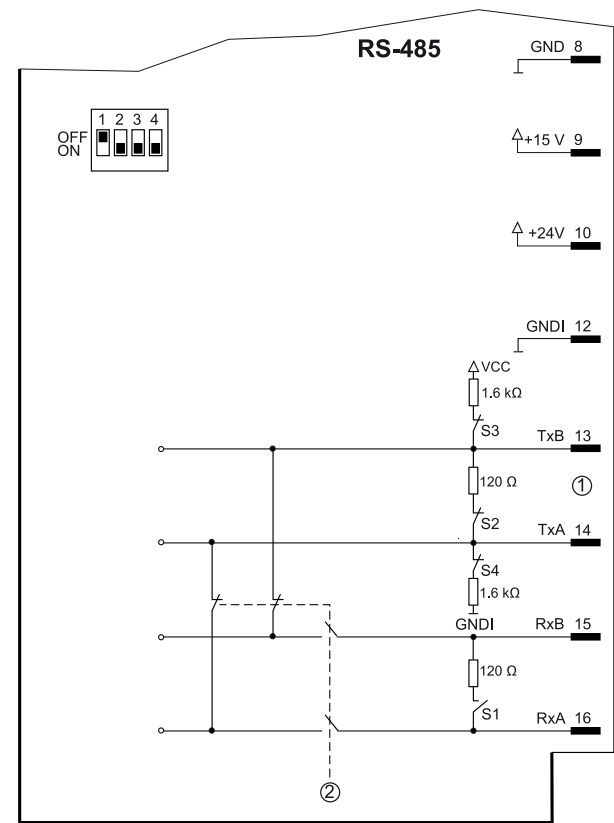 RS-485
GND 8
1 2 3 4
OFF
ON
+15 V 9
+24V 10
GNDI 12
VCC
1.6 kΩ
S3
TxB 13
120 Ω
①
S2
TxA 14
S4
1.6 kΩ
GNDI
RxB 15
120 Ω
S1
RxA 16
②